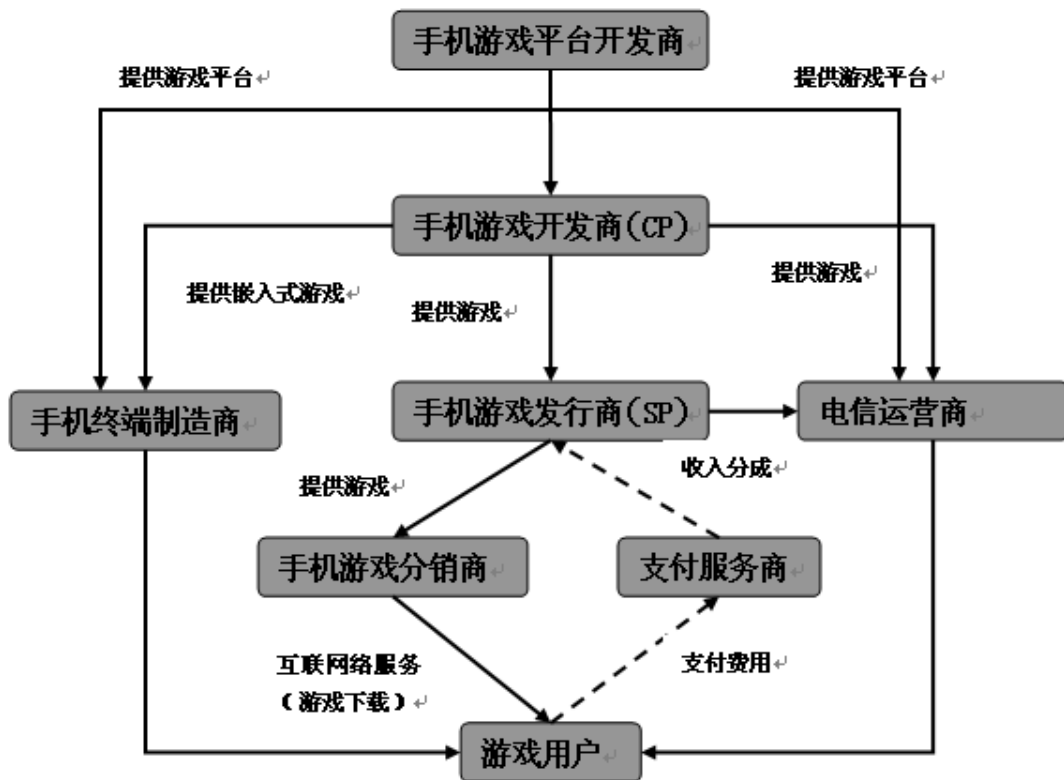 手机游戏平台开发商
提供游戏平台
提供游戏平台
手机游戏开发商(CP)
提供嵌入式游戏
提供游戏
提供游戏
手机终端制造商
手机游戏发行商(SP)
电信运营商
收入分成
提供游戏
手机游戏分销商
支付服务商
互联网络服务
（游戏下载）
支付费用
游戏用户